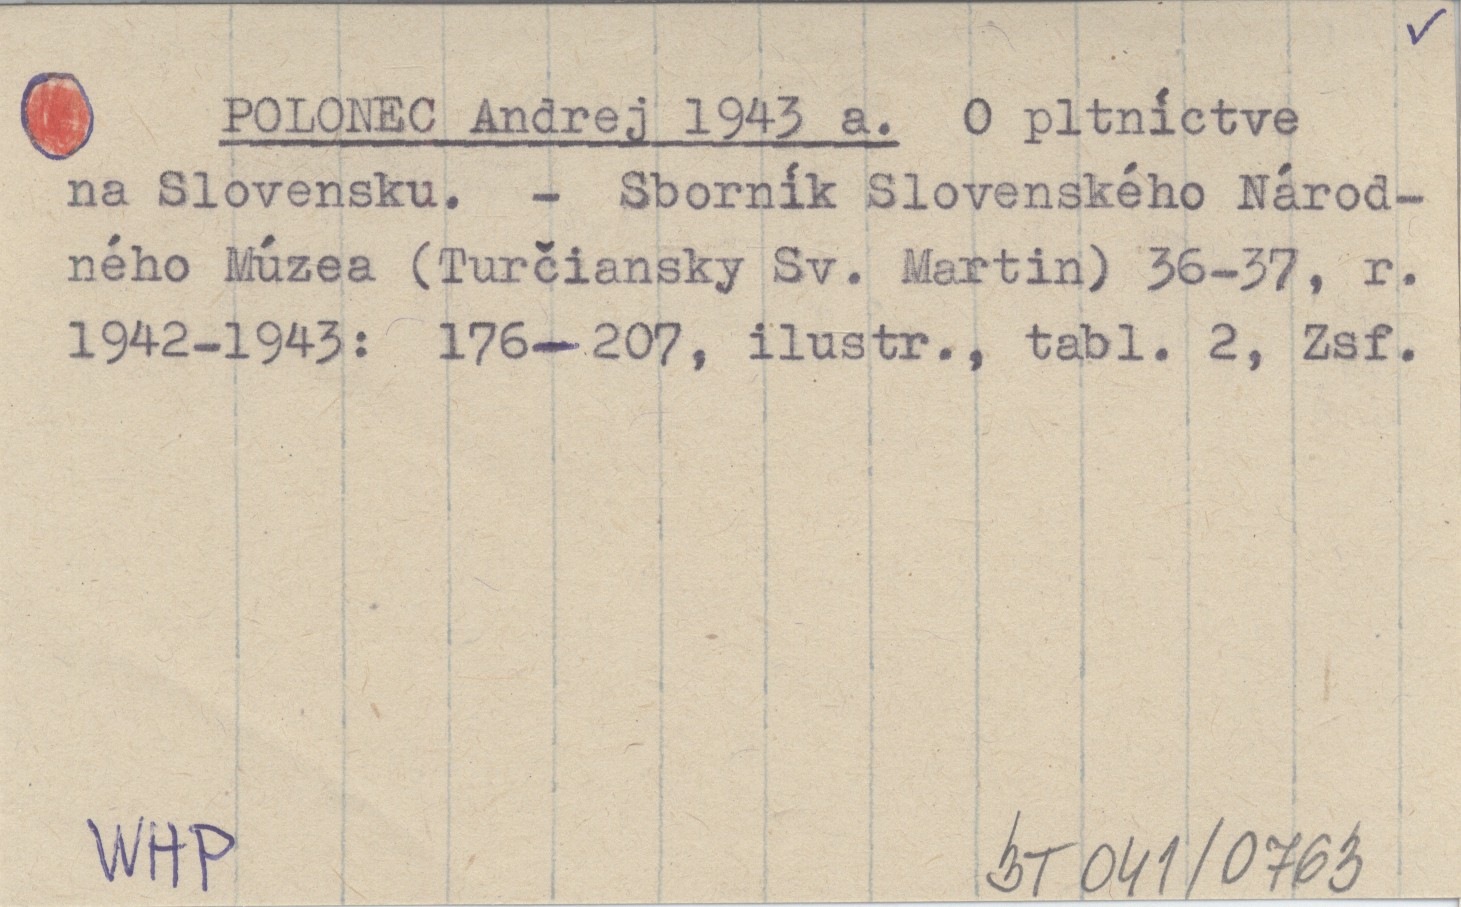 ✓
POLONEC Andrej 1943 a. O pltníctve
na Slovensku. - Sborník Slovenského Národ-
ného Múzea (Turčiansky Sv. Martin) 36-37, r.
1942-1943: 176-207, ilustr., tabl. 2, Zsf.
WHP
BT 041/0763